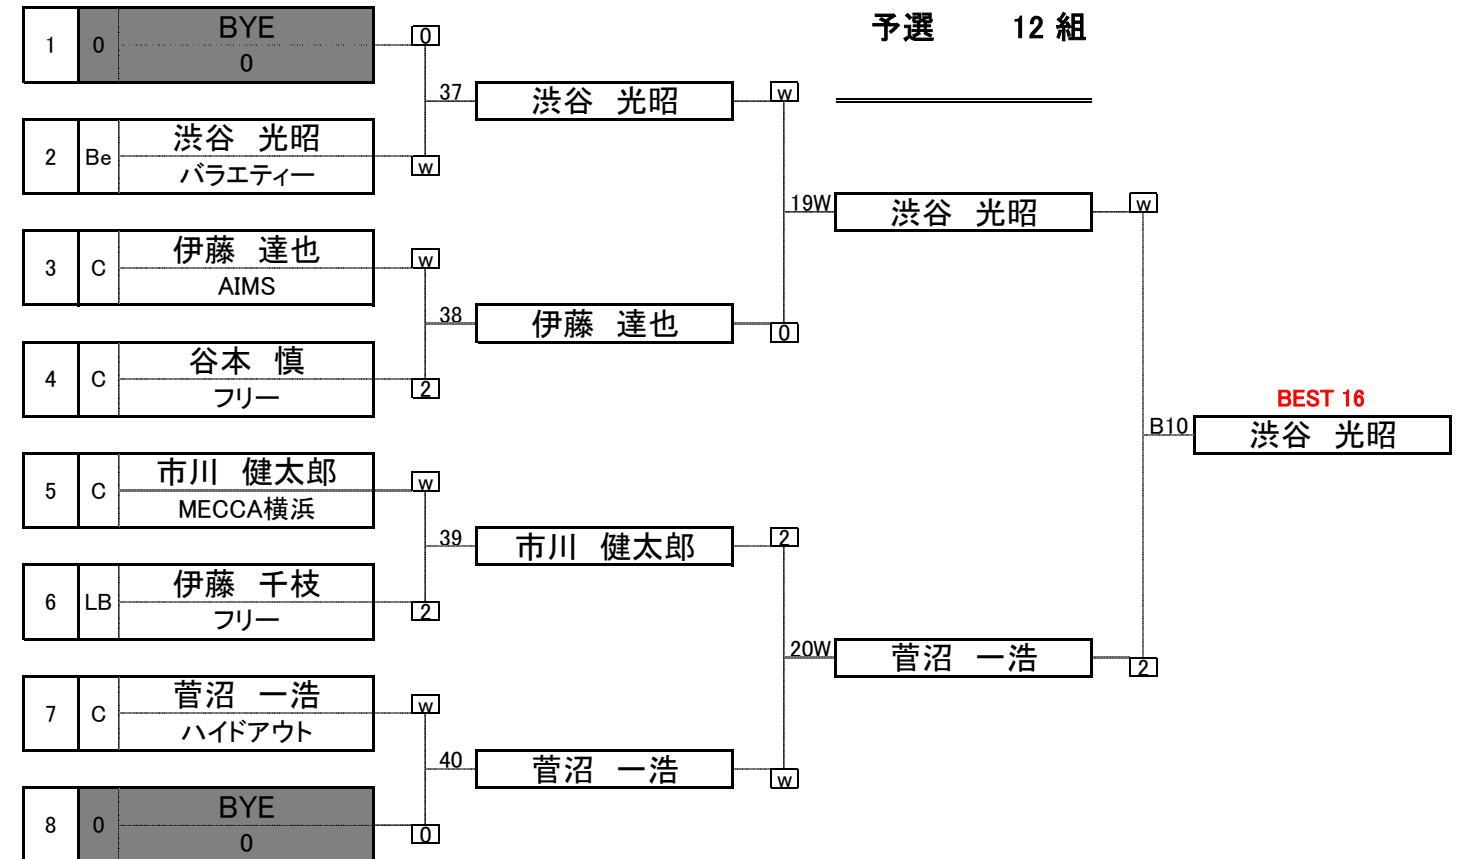 予選 12 組
1 0 BYE 0
0
37 渋谷 光昭 w
2 Be 渋谷 光昭 w
バラエティー
19W 渋谷 光昭 w
3 C 伊藤 達也 w
AIMS
38 伊藤 達也 0
4 C 谷本 慎 2
フリー
BEST 16
B10 渋谷 光昭
5 C 市川 健太郎 w
MECCA横浜
39 市川 健太郎 2
6 LB 伊藤 千枝 2
フリー
20W 菅沼 一浩 2
7 C 菅沼 一浩 w
ハイドアウト
40 菅沼 一浩 w
8 0 BYE 0
0